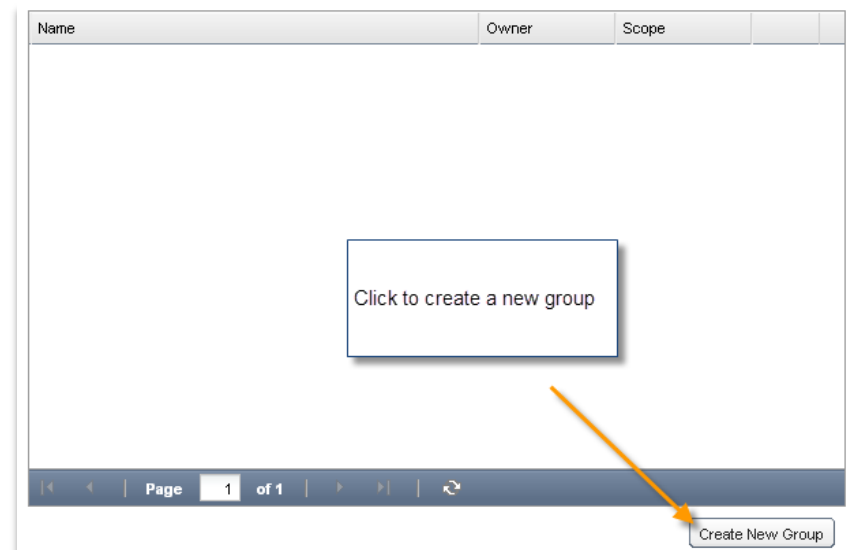 Name Owner Scope
Click to create a new group
Page 1 of 1
Create New Group